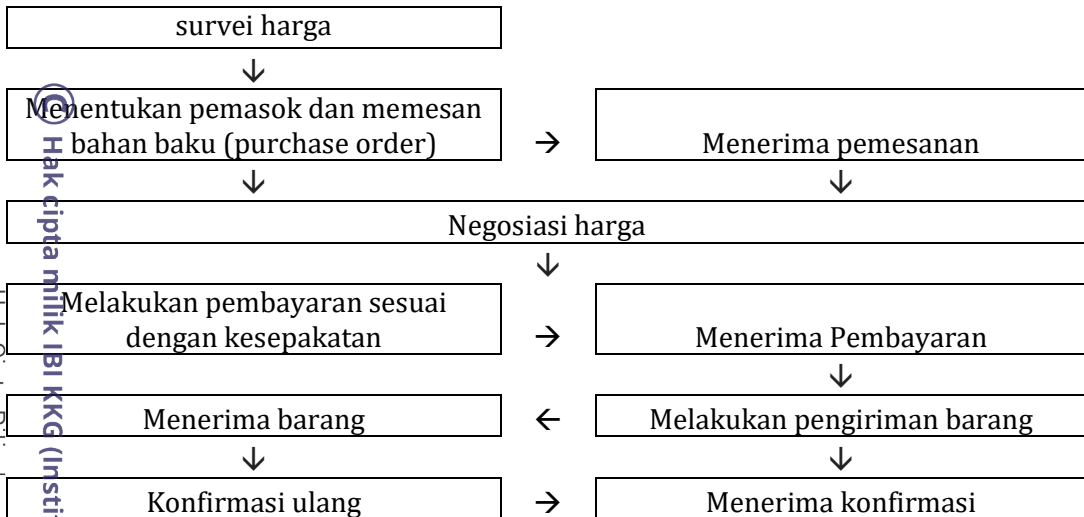 survei harga
↓
Menentukan pemasok dan memesan
bahan baku (purchase order)
→
Menerima pemesanan
↓
↓
Negosiasi harga
↓
Melakukan pembayaran sesuai
dengan kesepakatan
→
Menerima Pembayaran
↓
Menerima barang
←
Melakukan pengiriman barang
↓
↓
Konfirmasi ulang
→
Menerima konfirmasi
© Hak cipta milik IBI KKG (Insti